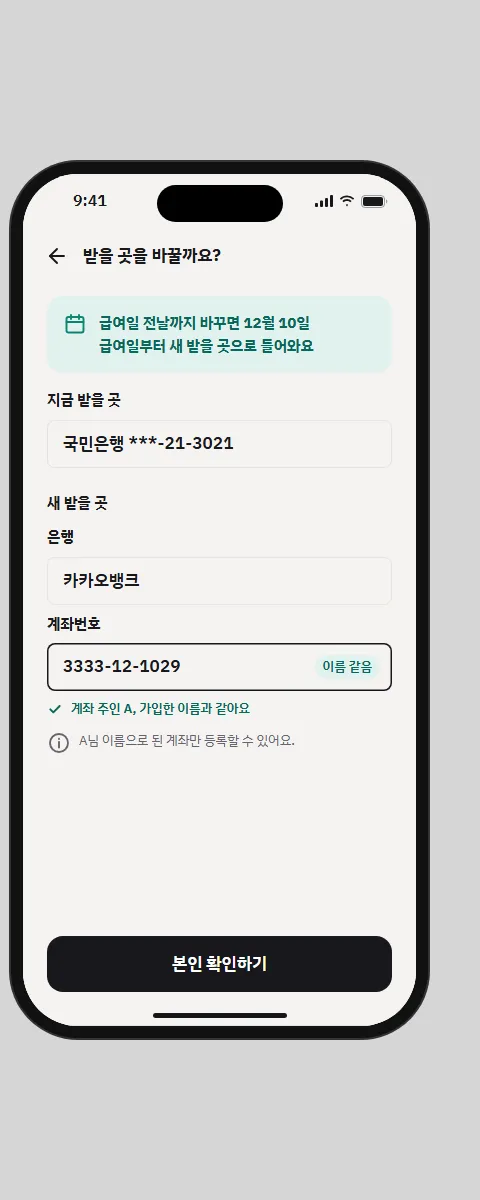 9:41
받을 곳을 바꿀까요?
급여일 전날까지 바꾸면 12월 10일
급여일부터 새 받을 곳으로 들어와요
지금 받을 곳
국민은행 ***-21-3021
새 받을 곳
은행
카카오뱅크
계좌번호
3333-12-1029
이름 같음
계좌 주인 A, 가입한 이름과 같아요
A님 이름으로 된 계좌만 등록할 수 있어요.
본인 확인하기